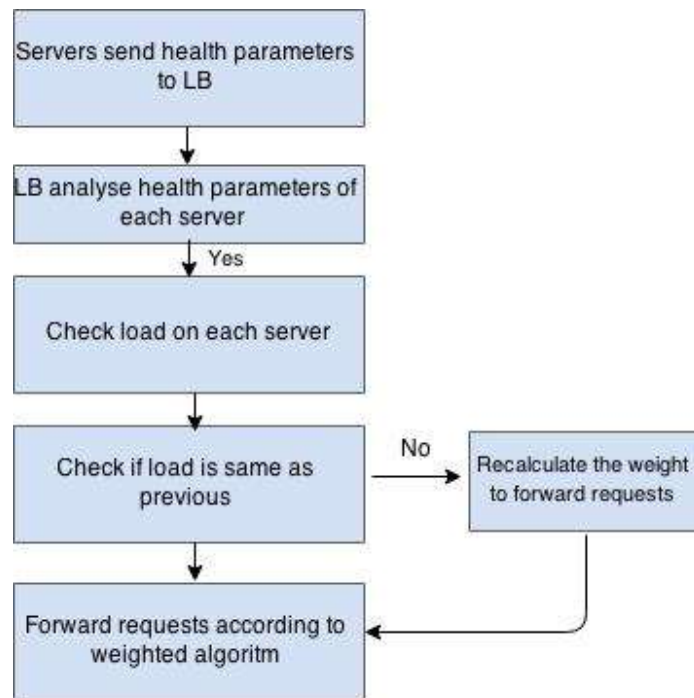 Servers send health parameters
to LB
LB analyse health parameters of
each server
Yes
Check load on each server
Check if load is same as
previous
No
Recalculate the weight
to forward requests
Forward requests according to
weighted algoritm